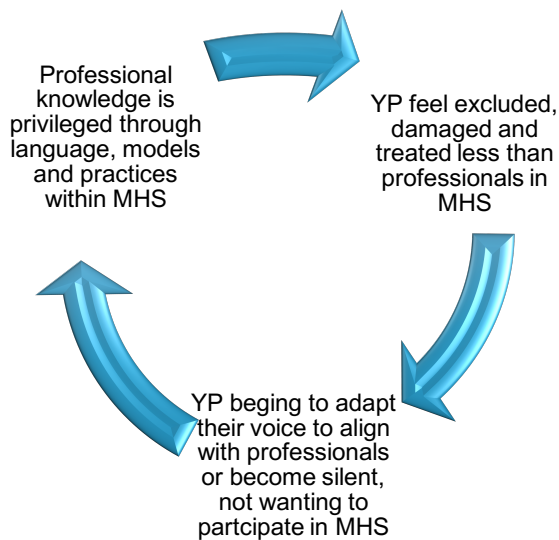 Professional
knowledge is
privileged through
language, models
and practices
within MHS
YP feel excluded,
damaged and
treated less than
professionals in
MHS
YP beging to adapt
their voice to align
with professionals
or become silent,
not wanting to
partcipate in MHS